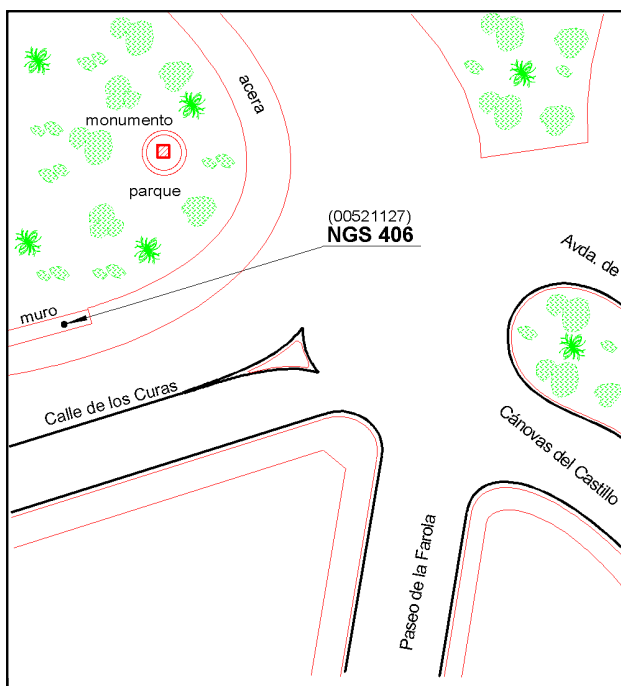 acera
monumento
parque
(00521127)
NGS 406
Avda. de
muro
Calle de los Curas
Cánovas del Castillo
Paseo de la Farola